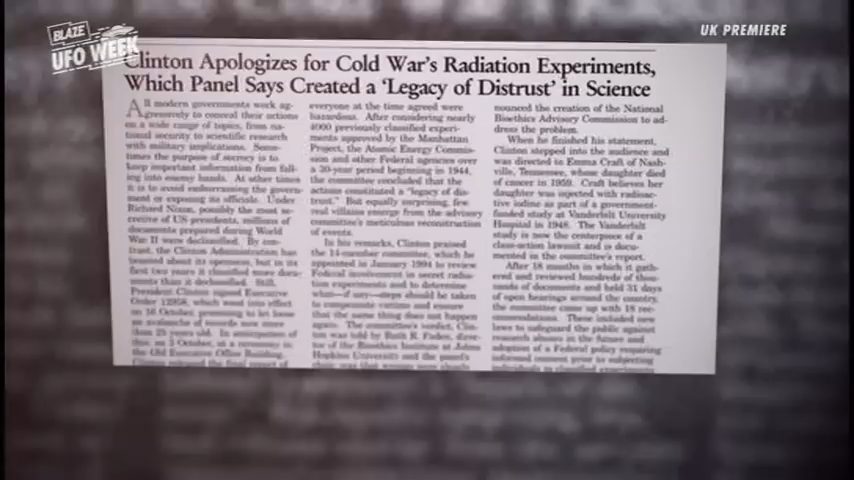 BLAZE
UFO WEEK
UK PREMIERE
Clinton Apologizes for Cold War's Radiation Experiments,
Which Panel Says Created a 'Legacy of Distrust' in Science
All modern governments work ag-
gressively to conceal their actions
on a wide range of topics, from na-
tional security to scientific research
with military implications. Some-
times the purpose of secrecy is to
keep important information from fall-
ing into enemy hands. At other times
it is to avoid embarrassing the govern-
ment or exposing its officials. Under
Richard Nixon, possibly the most se-
cretive of US presidents, millions of
documents prepared during World
War II were declassified. By con-
trast, the Clinton Administration has
boasted about its openness, but in its
first two years it classified more docu-
ments than it declassified. Still,
President Clinton signed Executive
Order 12958, which went into effect
on 16 October, promising to let loose
an avalanche of records now more
than 25 years old. In anticipation of
this, on 3 October, at a ceremony in
the Old Executive Office Building,
Clinton released the final report of
everyone at the time agreed were
hazardous. After considering nearly
4000 previously classified experi-
ments approved by the Manhattan
Project, the Atomic Energy Commis-
sion and other Federal agencies over
a 30-year period beginning in 1944,
the committee concluded that the
actions constituted a "legacy of dis-
trust." But equally surprising, few
real villains emerge from the advisory
committee's meticulous reconstruction
of events.
In his remarks, Clinton praised
the 14-member committee, which he
appointed in January 1994 to review
Federal involvement in secret radia-
tion experiments and to determine
what—if any—steps should be taken
to compensate victims and ensure
that the same thing does not happen
again. The committee's verdict, Clin-
ton was told by Ruth R. Faden, direc-
tor of the Bioethics Institute at Johns
Hopkins University and the panel's
nounced the creation of the National
Bioethics Advisory Commission to ad-
dress the problem.
When he finished his statement,
Clinton stepped into the audience and
was directed to Emma Craft of Nash-
ville, Tennessee, whose daughter died
of cancer in 1959. Craft believes her
daughter was injected with radioac-
tive iodine as part of a government-
funded study at Vanderbilt University
Hospital in 1948. The Vanderbilt
study is now the centerpiece of a
class-action lawsuit and is docu-
mented in the committee's report.
After 18 months in which it gath-
ered and reviewed hundreds of thou-
sands of documents and held 31 days
of open hearings around the country,
the committee came up with 18 rec-
ommendations. These included new
laws to safeguard the public against
research abuses in the future and
adoption of a Federal policy requiring
informed consent prior to subjecting
individuals to classified experiments